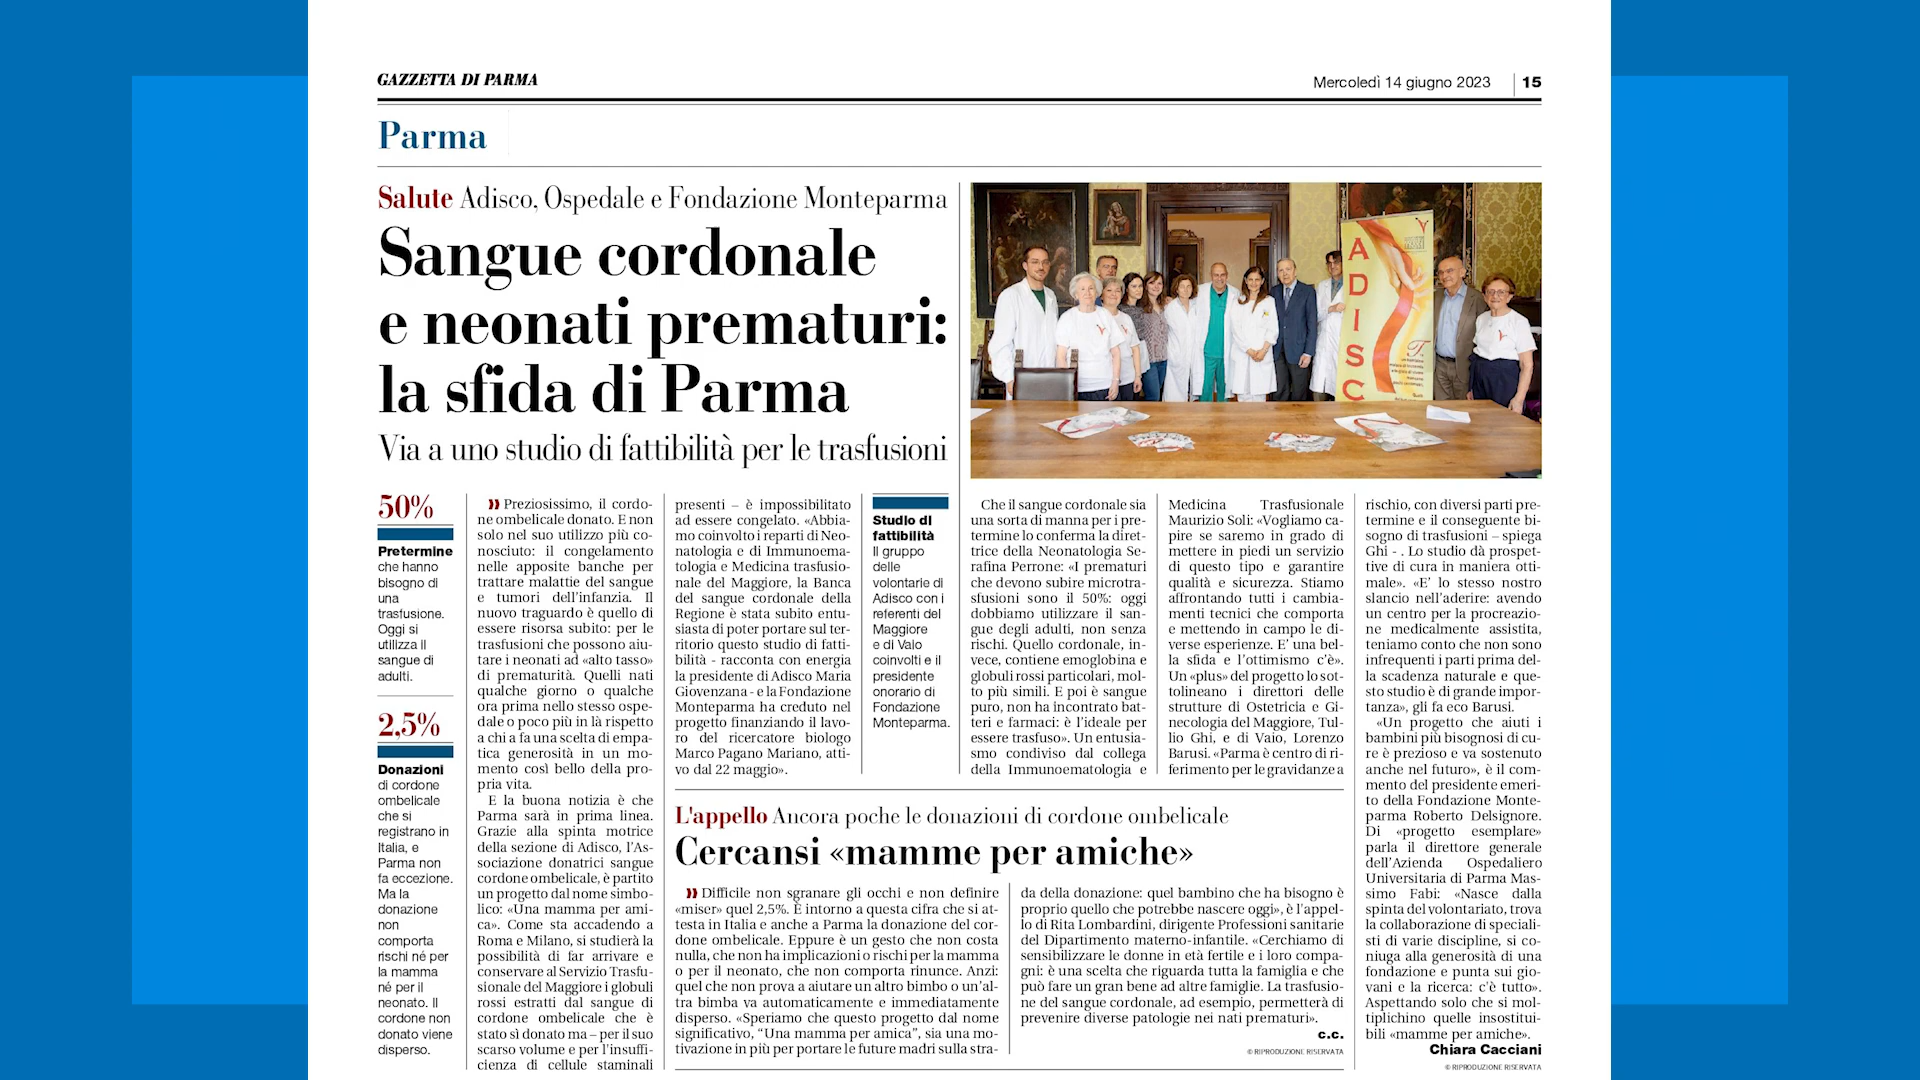 GAZZETTA DI PARMA
Mercoledì 14 giugno 2023 15
Parma
Salute Adisco, Ospedale e Fondazione Monteparma
Sangue cordonale
e neonati prematuri:
la sfida di Parma
Via a uno studio di fattibilità per le trasfusioni
A
D
I
S
C
50%
Pretermine
che hanno
bisogno di
una
trasfusione.
Oggi si
utilizza il
sangue di
adulti.
2,5%
Donazioni
di cordone
ombelicale
che si
registrano in
Italia, e
Parma non
fa eccezione.
Ma la
donazione
non
comporta
rischi né per
la mamma
né per il
neonato. Il
cordone non
donato viene
disperso.
» Preziosissimo, il cordo-
ne ombelicale donato. E non
solo nel suo utilizzo più co-
nosciuto: il congelamento
nelle apposite banche per
trattare malattie del sangue
e tumori dell'infanzia. Il
nuovo traguardo è quello di
essere risorsa subito: per le
trasfusioni che possono aiu-
tare i neonati ad «alto tasso»
di prematurità. Quelli nati
qualche giorno o qualche
ora prima nello stesso ospe-
dale o poco più in là rispetto
a chi a fa una scelta di empa-
tica generosità in un mo-
mento così bello della pro-
pria vita.
E la buona notizia è che
Parma sarà in prima linea.
Grazie alla spinta motrice
della sezione di Adisco, l'As-
sociazione donatrici sangue
cordone ombelicale, è partito
un progetto dal nome simbo-
lico: «Una mamma per ami-
ca». Come sta accadendo a
Roma e Milano, si studierà la
possibilità di far arrivare e
conservare al Servizio Trasfu-
sionale del Maggiore i globuli
rossi estratti dal sangue di
cordone ombelicale che è
stato sì donato ma – per il suo
scarso volume e per l'insuffi-
cienza di cellule staminali
presenti – è impossibilitato
ad essere congelato. «Abbia-
mo coinvolto i reparti di Neo-
natologia e di Immunoema-
tologia e Medicina trasfusio-
nale del Maggiore, la Banca
del sangue cordonale della
Regione è stata subito entu-
siasta di poter portare sul ter-
ritorio questo studio di fatti-
bilità - racconta con energia
la presidente di Adisco Maria
Giovenzana - e la Fondazione
Monteparma ha creduto nel
progetto finanziando il lavo-
ro del ricercatore biologo
Marco Pagano Mariano, atti-
vo dal 22 maggio».
Studio di
fattibilità
Il gruppo
delle
volontarie di
Adisco con i
referenti del
Maggiore
e di Vaio
coinvolti e il
presidente
onorario di
Fondazione
Monteparma.
Che il sangue cordonale sia
una sorta di manna per i pre-
termine lo conferma la diret-
trice della Neonatologia Se-
rafina Perrone: «I prematuri
che devono subire microtra-
sfusioni sono il 50%: oggi
dobbiamo utilizzare il san-
gue degli adulti, non senza
rischi. Quello cordonale, in-
vece, contiene emoglobina e
globuli rossi particolari, mol-
to più simili. E poi è sangue
puro, non ha incontrato bat-
teri e farmaci: è l'ideale per
essere trasfuso». Un entusia-
smo condiviso dal collega
della Immunoematologia e
Medicina Trasfusionale
Maurizio Soli: «Vogliamo ca-
pire se saremo in grado di
mettere in piedi un servizio
di questo tipo e garantire
qualità e sicurezza. Stiamo
affrontando tutti i cambia-
menti tecnici che comporta
e mettendo in campo le di-
verse esperienze. E' una bel-
la sfida e l'ottimismo c'è».
Un «plus» del progetto lo sot-
tolineano i direttori delle
strutture di Ostetricia e Gi-
necologia del Maggiore, Tul-
lio Ghi, e di Vaio, Lorenzo
Barusi. «Parma è centro di ri-
ferimento per le gravidanze a
rischio, con diversi parti pre-
termine e il conseguente bi-
sogno di trasfusioni – spiega
Ghi - . Lo studio dà prospet-
tive di cura in maniera otti-
male». «E' lo stesso nostro
slancio nell'aderire: avendo
un centro per la procreazio-
ne medicalmente assistita,
teniamo conto che non sono
infrequenti i parti prima del-
la scadenza naturale e que-
sto studio è di grande impor-
tanza», gli fa eco Barusi.
«Un progetto che aiuti i
bambini più bisognosi di cu-
re è prezioso e va sostenuto
anche nel futuro», è il com-
mento del presidente emeri-
to della Fondazione Monte-
parma Roberto Delsignore.
Di «progetto esemplare»
parla il direttore generale
dell'Azienda Ospedaliero
Universitaria di Parma Mas-
simo Fabi: «Nasce dalla
spinta del volontariato, trova
la collaborazione di speciali-
sti di varie discipline, si co-
niuga alla generosità di una
fondazione e punta sui gio-
vani e la ricerca: c'è tutto».
Aspettando solo che si mol-
tiplichino quelle insostitui-
bili «mamme per amiche».
Chiara Cacciani
© RIPRODUZIONE RISERVATA
L'appello Ancora poche le donazioni di cordone ombelicale
Cercansi «mamme per amiche»
» Difficile non sgranare gli occhi e non definire
«miser» quel 2,5%. È intorno a questa cifra che si at-
testa in Italia e anche a Parma la donazione del cor-
done ombelicale. Eppure è un gesto che non costa
nulla, che non ha implicazioni o rischi per la mamma
o per il neonato, che non comporta rinunce. Anzi:
quel che non prova a aiutare un altro bimbo o un'al-
tra bimba va automaticamente e immediatamente
disperso. «Speriamo che questo progetto dal nome
significativo, “Una mamma per amica”, sia una mo-
tivazione in più per portare le future madri sulla stra-
da della donazione: quel bambino che ha bisogno è
proprio quello che potrebbe nascere oggi», è l'appel-
lo di Rita Lombardini, dirigente Professioni sanitarie
del Dipartimento materno-infantile. «Cerchiamo di
sensibilizzare le donne in età fertile e i loro compa-
gni: è una scelta che riguarda tutta la famiglia e che
può fare un gran bene ad altre famiglie. La trasfusio-
ne del sangue cordonale, ad esempio, permetterà di
prevenire diverse patologie nei nati prematuri».
c.c.
© RIPRODUZIONE RISERVATA